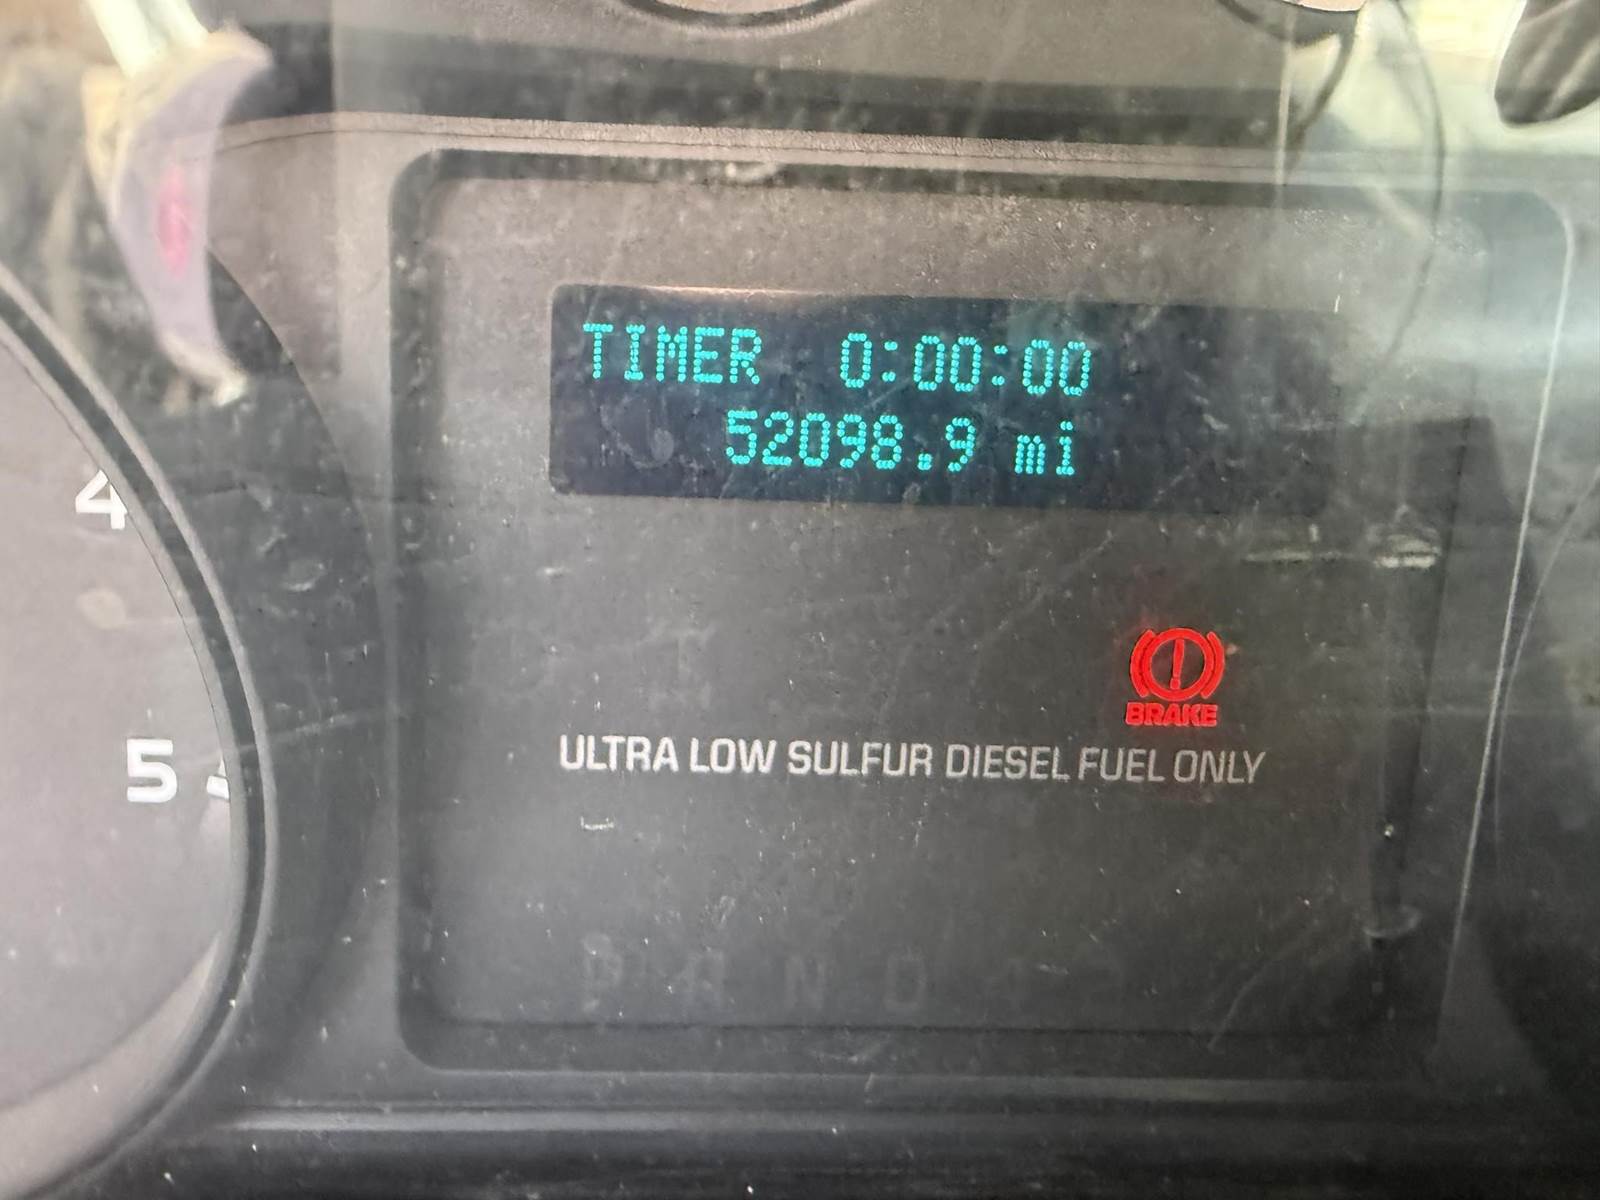 TIMER 0:00:00
52098.9 mi
4
BRAKE
ULTRA LOW SULFUR DIESEL FUEL ONLY
5
P R N D